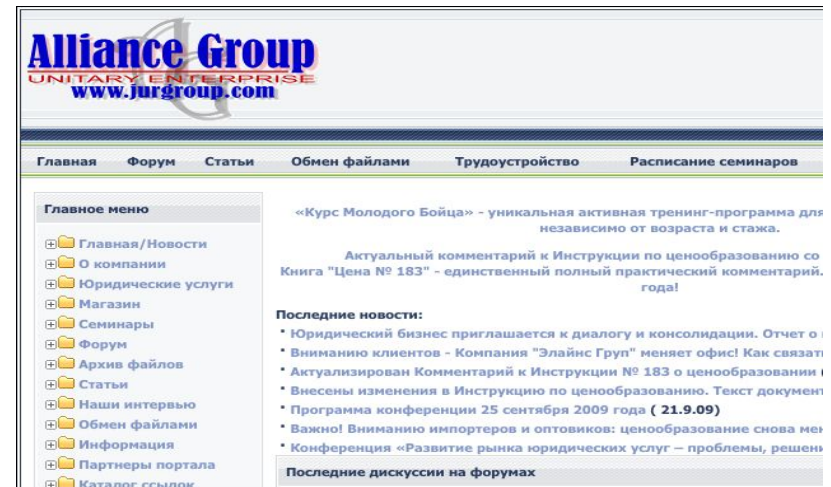 Alliance Group
UNITARY ENTERPRISE
www.jurgroup.com
Главная Форум Статьи Обмен файлами Трудоустройство Расписание семинаров
Главное меню
Главная/Новости
О компании
Юридические услуги
Магазин
Семинары
Форум
Архив файлов
Статьи
Наши интервью
Обмен файлами
Информация
Партнеры портала
Каталог ссылок
«Курс Молодого Бойца» - уникальная активная тренинг-программа для
независимо от возраста и стажа.
Актуальный комментарий к Инструкции по ценообразованию со
Книга "Цена № 183" - единственный полный практический комментарий.
года!
Последние новости:
Юридический бизнес приглашается к диалогу и консолидации. Отчет о
Вниманию клиентов - Компания "Элайнс Груп" меняет офис! Как связат
Актуализирован Комментарий к Инструкции № 183 о ценообразовании (
Внесены изменения в Инструкцию по ценообразованию. Текст документ
Программа конференции 25 сентября 2009 года ( 21.9.09)
Важно! Вниманию импортеров и оптовиков: ценообразование снова мен
Конференция «Развитие рынка юридических услуг – проблемы, решен
Последние дискуссии на форумах